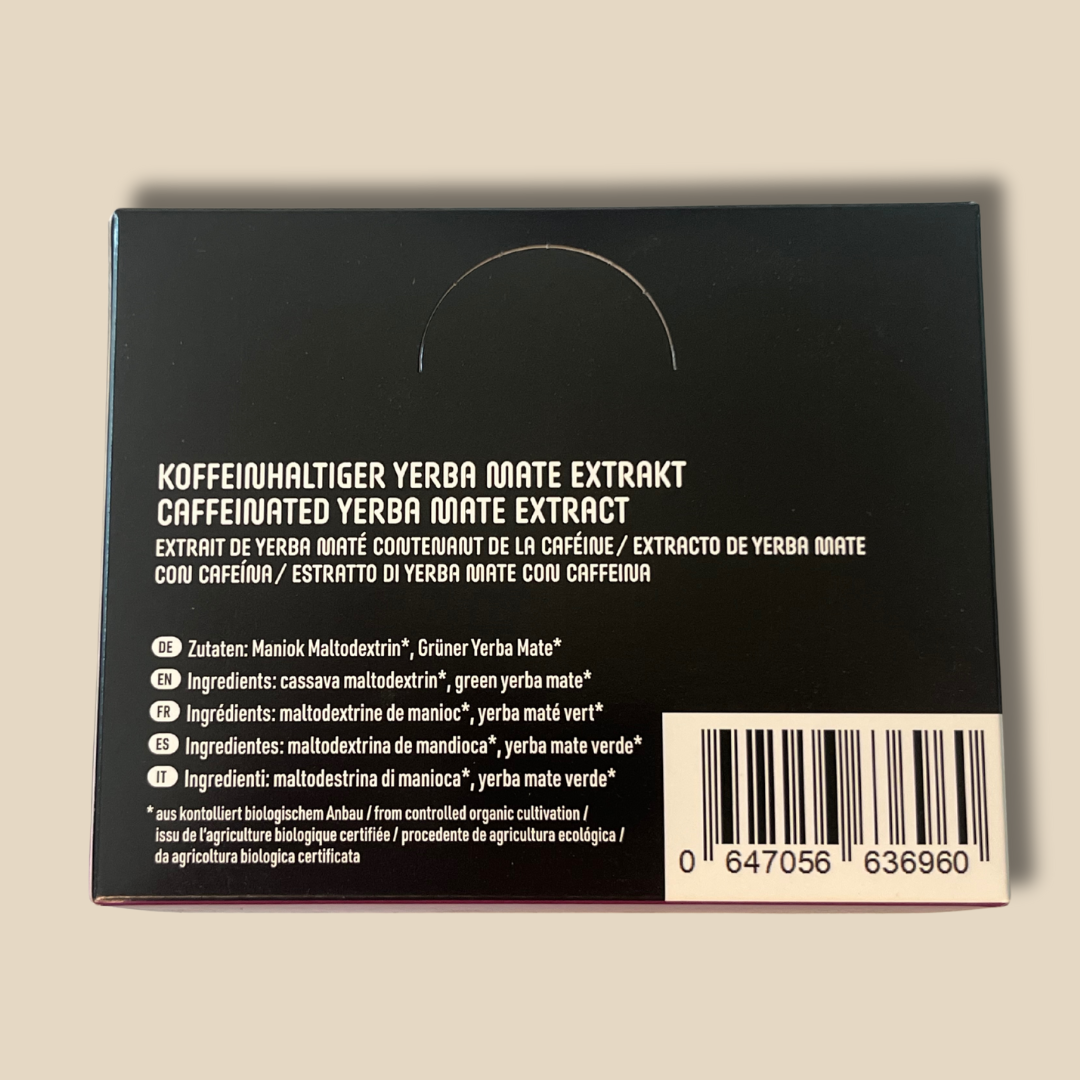 KOFFEINHALTIGER YERBA MATE EXTRAKT
CAFFEINATED YERBA MATE EXTRACT
EXTRAIT DE YERBA MATÉ CONTENANT DE LA CAFÉINE / EXTRACTO DE YERBA MATE
CON CAFEÍNA / ESTRATTO DI YERBA MATE CON CAFFEINA
DE Zutaten: Maniok Maltodextrin*, Grüner Yerba Mate*
EN Ingredients: cassava maltodextrin*, green yerba mate*
FR Ingrédients: maltodextrine de manioc*, yerba maté vert*
ES Ingredientes: maltodextrina de mandioca*, yerba mate verde*
IT Ingredienti: maltodestrina di manioca*, yerba mate verde*
* aus kontolliert biologischem Anbau / from controlled organic cultivation /
issu de l'agriculture biologique certifiée / procedente de agricultura ecológica /
da agricoltura biologica certificata
0 647056 636960